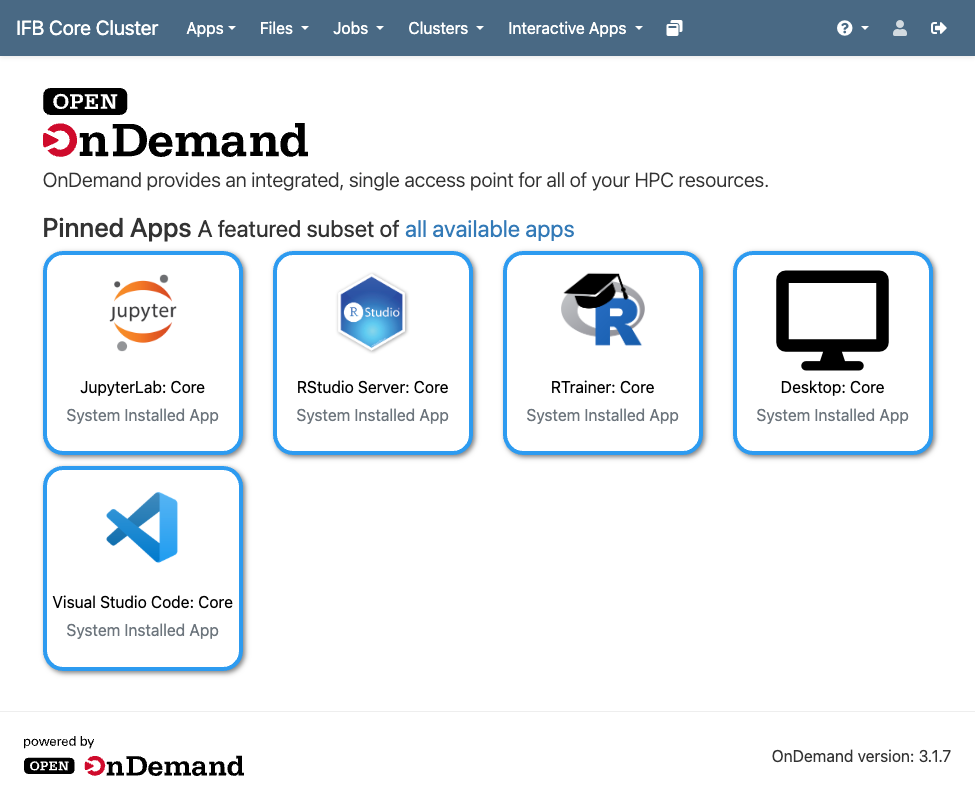 IFB Core Cluster Apps Files Jobs Clusters Interactive Apps
OPEN
OnDemand
OnDemand provides an integrated, single access point for all of your HPC resources.
Pinned Apps A featured subset of all available apps
jupyter
R Studio
R
JupyterLab: Core
RStudio Server: Core
RTrainer: Core
Desktop: Core
System Installed App
System Installed App
System Installed App
System Installed App
Visual Studio Code: Core
System Installed App
powered by
OPEN OnDemand
OnDemand version: 3.1.7